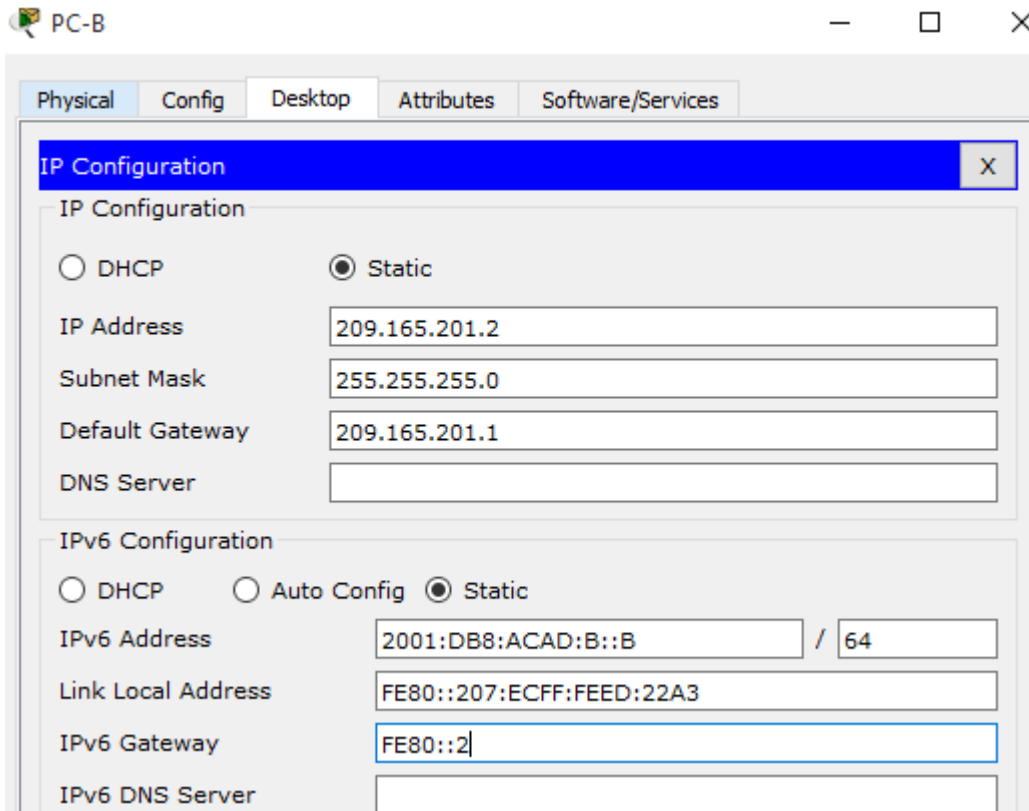 PC-B
Physical Config Desktop Attributes Software/Services
IP Configuration X
IP Configuration
DHCP Static
IP Address 209.165.201.2
Subnet Mask 255.255.255.0
Default Gateway 209.165.201.1
DNS Server
IPv6 Configuration
DHCP Auto Config Static
IPv6 Address 2001:DB8:ACAD:B::B / 64
Link Local Address FE80::207:ECFF:FEED:22A3
IPv6 Gateway FE80::2
IPv6 DNS Server